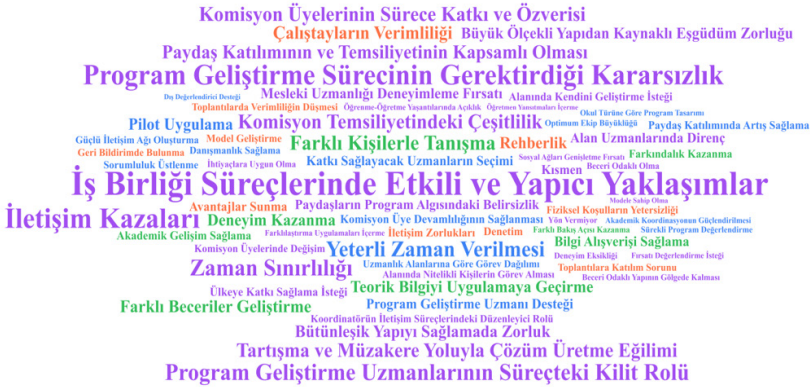 Komisyon Üyelerinin Sürece Katkı ve Özverisi
Çalıştayların Verimliliği Büyük Ölçekli Yapıdan Kaynaklı Eşgüdüm Zorluğu
Paydaş Katılımının ve Temsiliyetinin Kapsamlı Olması
Program Geliştirme Sürecinin Gerektirdiği Kararsızlık
Dış Değerlendirici Desteği Mesleki Uzmanlığı Deneyimleme Fırsatı Alanında Kendini Geliştirme İsteği
Toplantılarda Verimliliğin Düşmesi Öğrenme-Öğretme Yaşantılarında Açıklık Öğretmen Yansıtmaları İçerme Okul Türüne Göre Program Tasarımı
Pilot Uygulama Komisyon Temsiliyetindeki Çeşitlilik Optimam Ekip Büyüklüğü Paydaş Katılımında Artış Sağlama
Güçlü İletişim Ağı Oluşturma Model Geliştirme Farklı Kişilerle Tanışma Rehberlik Alan Uzmanlarında Direnç
Geri Bildirimde Bulunma Danışmanlık Sağlama Sosyal Ağları Genişletme Fırsatı Farkındalık Kazanma
Sorumluluk Üstlenme İhtiyaçlara Uygun Olma Katkı Sağlayacak Uzmanların Seçimi Kısmen Beceri Odaklı Olma
İş Birliği Süreçlerinde Etkili ve Yapıcı Yaklaşımlar
Avantajlar Sunma Paydaşların Program Algısındaki Belirsizlik Modele Sahip Olma
Fiziksel Koşulların Yetersizliği
İletişim Kazaları Deneyim Kazanma Komisyon Üye Devamlılığının Sağlanması Yön Vermiyor Akademik Koordinasyonun Güçlendirilmesi
Akademik Gelişim Sağlama Farklılaştırma Uygulamaları İçerme İletişim Zorlukları Denetim Farklı Bakış Açısı Kazanma Sürekli Program Değerlendirme
Komisyon Üyelerinde Değişim Yeterli Zaman Verilmesi Bilgi Alışverişi Sağlama
Deneyim Eksikliği Fırsatı Değerlendirme İsteği
Zaman Sınırlılığı Uzmanlık Alanlarına Göre Görev Dağılımı Toplantılara Katılım Sorunu
Alanında Nitelikli Kişilerin Görev Alması Beceri Odaklı Yapının Gölgede Kalması
Ülkeye Katkı Sağlama İsteği Teorik Bilgiyi Uygulamaya Geçirme
Farklı Beceriler Geliştirme Program Geliştirme Uzmanı Desteği
Koordinatörün İletişim Süreçlerindeki Düzenleyici Rolü
Bütünleşik Yapıyı Sağlamada Zorluk
Tartışma ve Müzakere Yoluyla Çözüm Üretme Eğilimi
Program Geliştirme Uzmanlarının Süreçteki Kilit Rolü